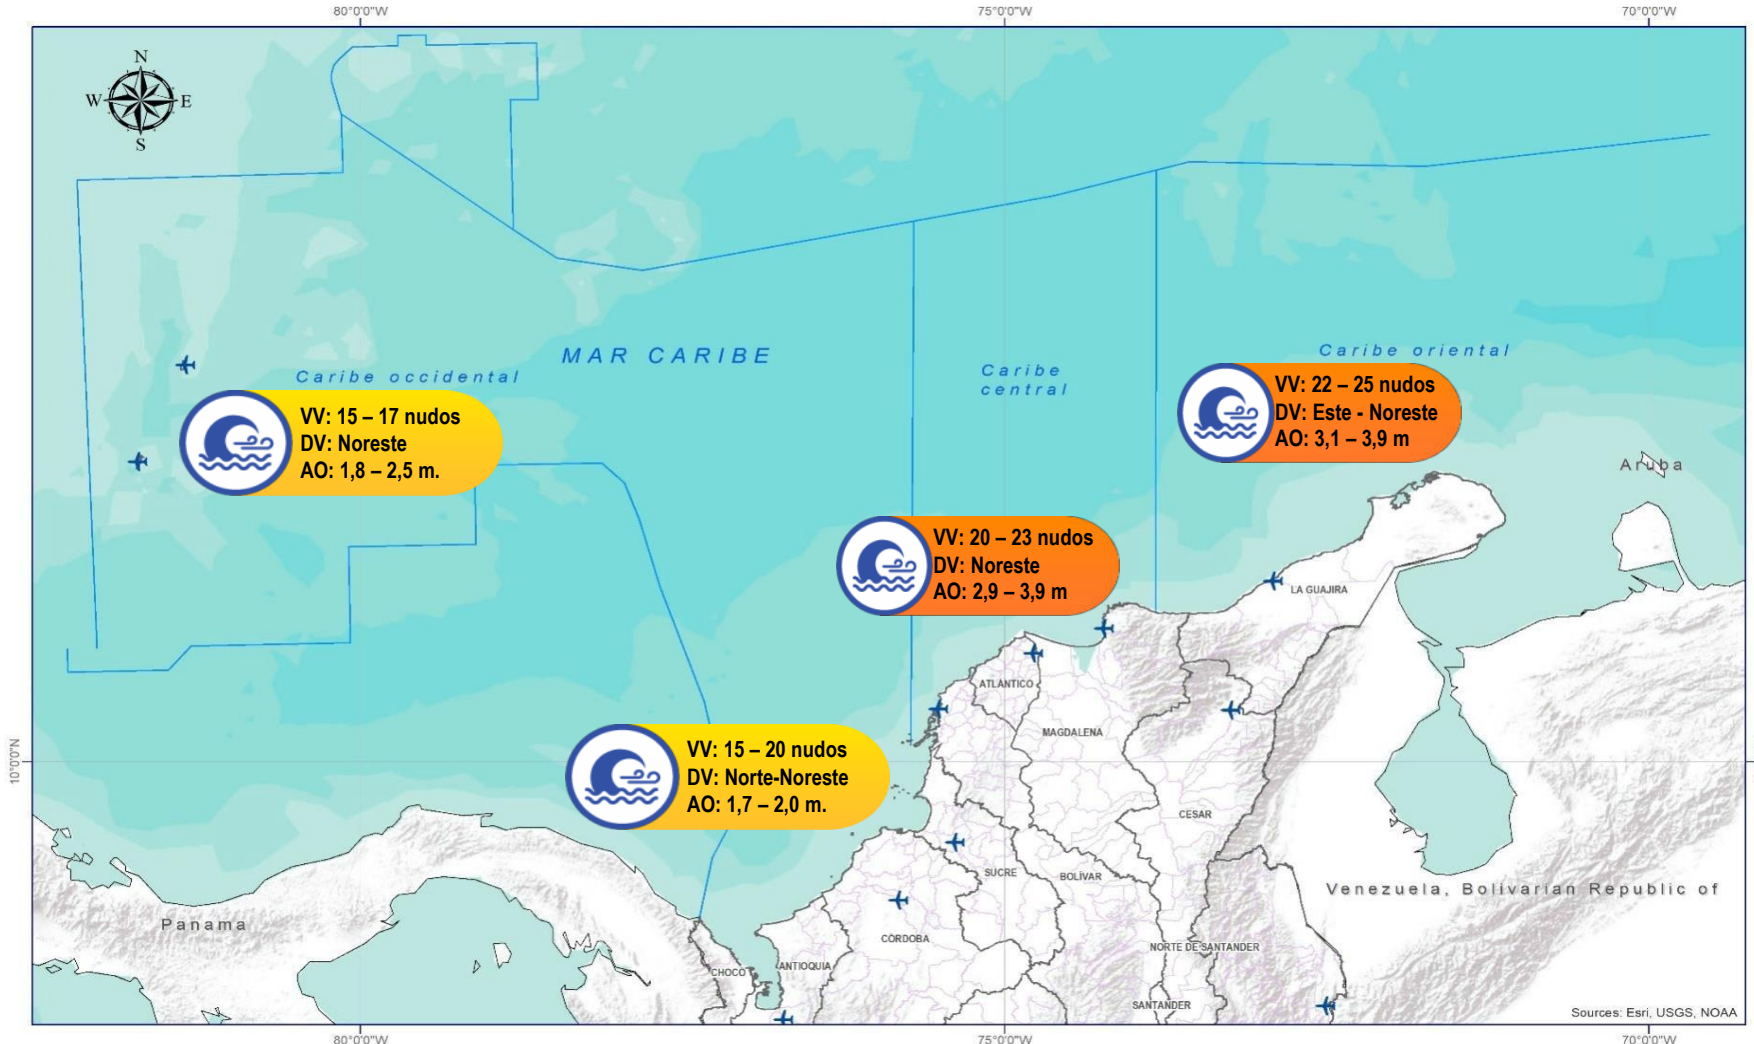 80°0'0"W
75°0'0"W
70°0'0"W
N
W
E
S
MAR CARIBE
Caribe occidental
Caribe
central
Caribe oriental
VV: 15 – 17 nudos
DV: Noreste
AO: 1,8 – 2,5 m.
VV: 22 – 25 nudos
DV: Este - Noreste
AO: 3,1 – 3,9 m
Aruba
VV: 20 – 23 nudos
DV: Noreste
AO: 2,9 – 3,9 m
LA GUAJIRA
ATLÁNTICO
MAGDALENA
VV: 15 – 20 nudos
DV: Norte-Noreste
AO: 1,7 – 2,0 m.
10°0'0"N
CESAR
SUCRE
BOLÍVAR
Venezuela, Bolivarian Republic of
Panama
CÓRDOBA
NORTE DE SANTANDER
CHOCÓ
ANTIOQUIA
SANTANDER
Sources: Esri, USGS, NOAA
80°0'0"W
75°0'0"W
70°0'0"W